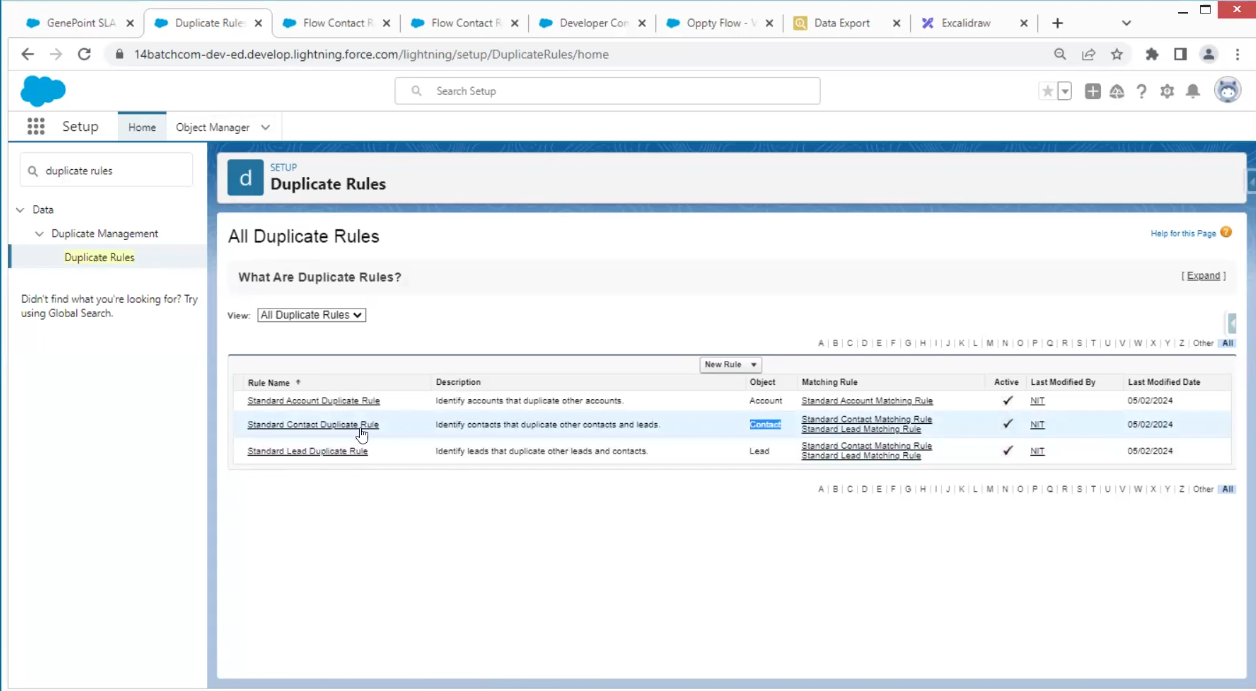 GenePoint SLA
Duplicate Rules
Flow Contact R
Flow Contact R
Developer Con
Oppty Flow -
Data Export
Excalidraw
14batchcom-dev-ed.develop.lightning.force.com/lightning/setup/DuplicateRules/home
Search Setup
Setup
Home
Object Manager
duplicate rules
Data
Duplicate Management
Duplicate Rules
Didn't find what you're looking for? Try
using Global Search.
d
SETUP
Duplicate Rules
All Duplicate Rules
Help for this Page ?
What Are Duplicate Rules?
[ Expand ]
View: All Duplicate Rules
A | B | C | D | E | F | G | H | I | J | K | L | M | N | O | P | Q | R | S | T | U | V | W | X | Y | Z | Other All
New Rule
Rule Name Description Object Matching Rule Active Last Modified By Last Modified Date
Standard Account Duplicate Rule Identify accounts that duplicate other accounts. Account Standard Account Matching Rule ✓ NIT 05/02/2024
Standard Contact Duplicate Rule Identify contacts that duplicate other contacts and leads. Contact Standard Contact Matching Rule ✓ NIT 05/02/2024
Standard Lead Matching Rule
Standard Lead Duplicate Rule Identify leads that duplicate other leads and contacts. Lead Standard Contact Matching Rule ✓ NIT 05/02/2024
Standard Lead Matching Rule
A | B | C | D | E | F | G | H | I | J | K | L | M | N | O | P | Q | R | S | T | U | V | W | X | Y | Z | Other All